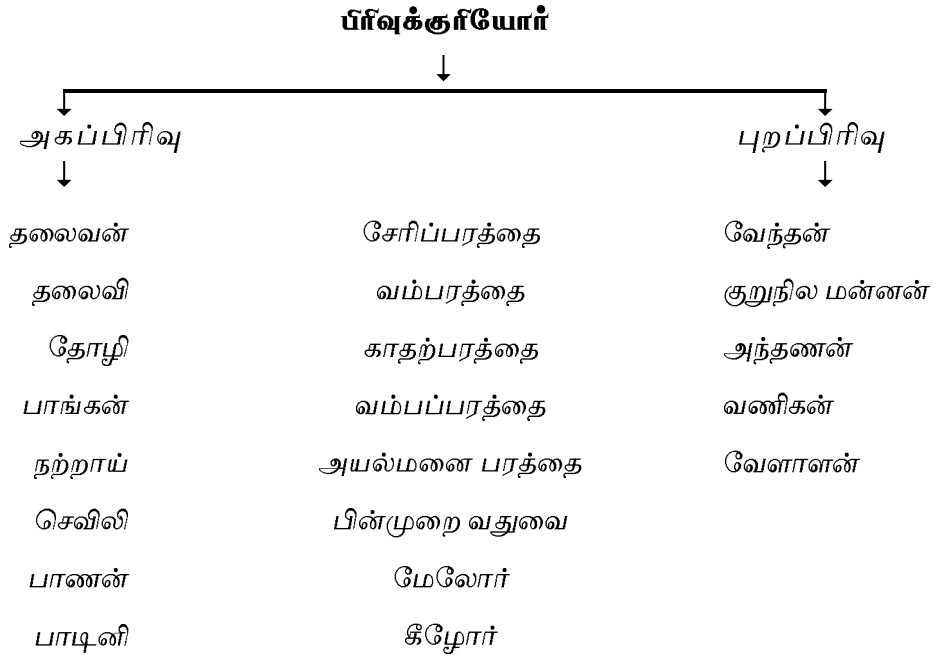 பிரிவுக்குரியோர்
அகப்பிரிவு புறப்பிரிவு
தலைவன் சேரிப்பரத்தை வேந்தன்
தலைவி வம்பரத்தை குறுநில மன்னன்
தோழி காதற்பரத்தை அந்தணன்
பாங்கன் வம்பப்பரத்தை வணிகன்
நற்றாய் அயல்மனை பரத்தை வேளாளன்
செவிலி பின்முறை வதுவை
பாணன் மேலோர்
பாடினி கீழோர்